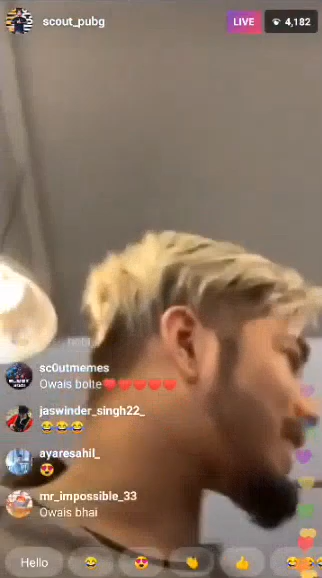 scout_pubg
LIVE
4,182
sc0utmemes
Owais bolte❤️❤️❤️❤️❤️
jaswinder_singh22_
😂😂😂
ayaresahil_
😍
mr_impossible_33
Owais bhai
Hello